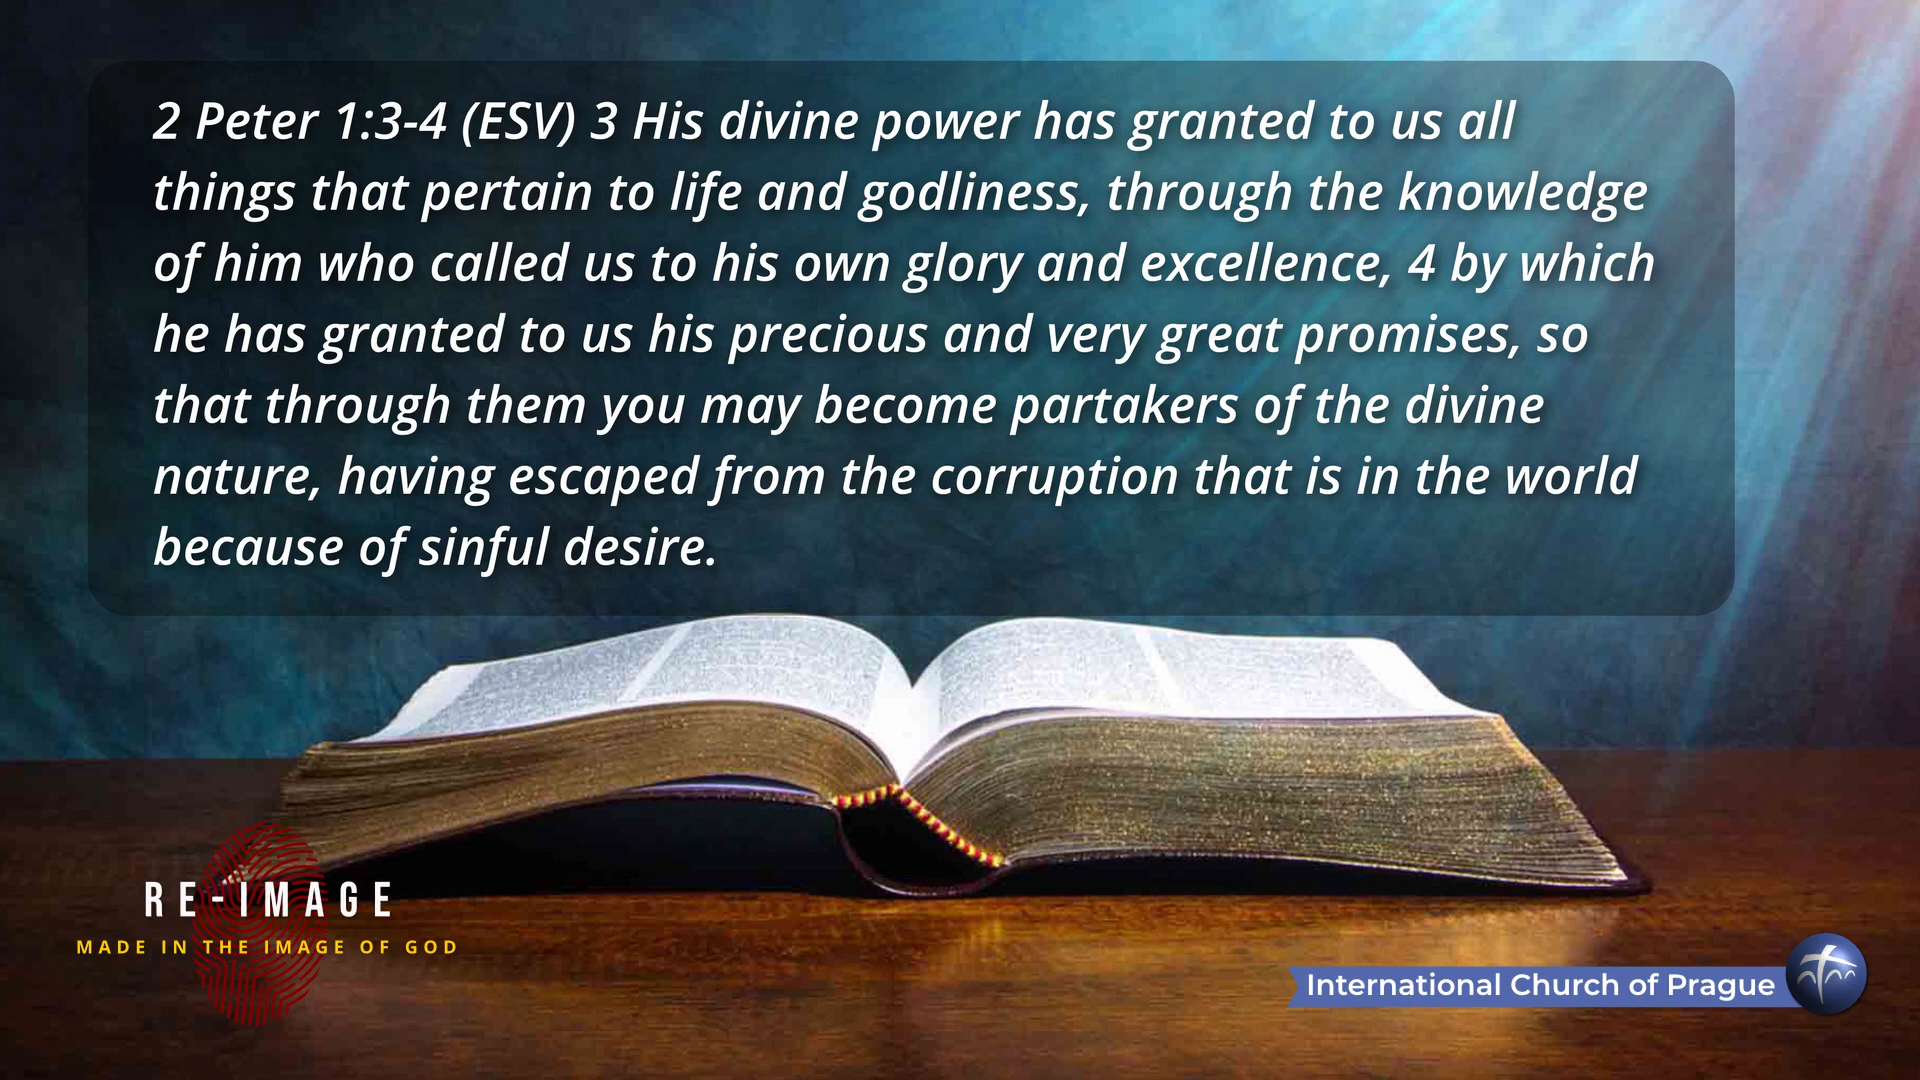 2 Peter 1:3-4 (ESV) 3 His divine power has granted to us all
things that pertain to life and godliness, through the knowledge
of him who called us to his own glory and excellence, 4 by which
he has granted to us his precious and very great promises, so
that through them you may become partakers of the divine
nature, having escaped from the corruption that is in the world
because of sinful desire.
RE-IMAGE
MADE IN THE IMAGE OF GOD
International Church of Prague